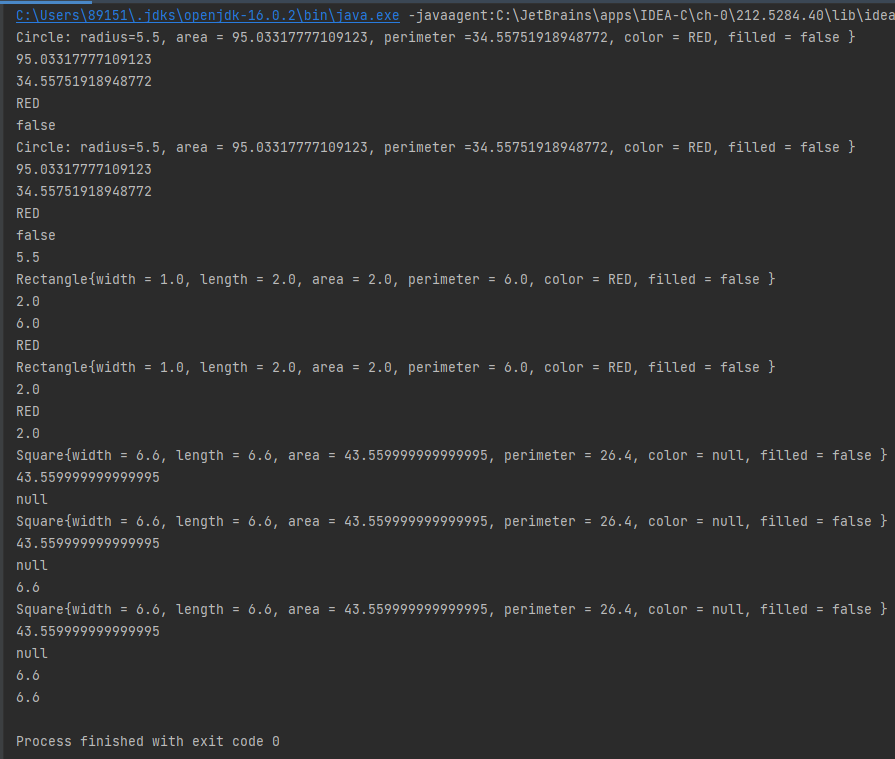 C:\Users\89151\.jdks\openjdk-16.0.2\bin\java.exe -javaagent:C:\JetBrains\apps\IDEA-C\ch-0\212.5284.40\lib\idea
Circle: radius=5.5, area = 95.03317777109123, perimeter =34.55751918948772, color = RED, filled = false }
95.03317777109123
34.55751918948772
RED
false
Circle: radius=5.5, area = 95.03317777109123, perimeter =34.55751918948772, color = RED, filled = false }
95.03317777109123
34.55751918948772
RED
false
5.5
Rectangle{width = 1.0, length = 2.0, area = 2.0, perimeter = 6.0, color = RED, filled = false }
2.0
6.0
RED
Rectangle{width = 1.0, length = 2.0, area = 2.0, perimeter = 6.0, color = RED, filled = false }
2.0
RED
2.0
Square{width = 6.6, length = 6.6, area = 43.559999999999995, perimeter = 26.4, color = null, filled = false }
43.559999999999995
null
Square{width = 6.6, length = 6.6, area = 43.559999999999995, perimeter = 26.4, color = null, filled = false }
43.559999999999995
null
6.6
Square{width = 6.6, length = 6.6, area = 43.559999999999995, perimeter = 26.4, color = null, filled = false }
43.559999999999995
null
6.6
6.6
Process finished with exit code 0